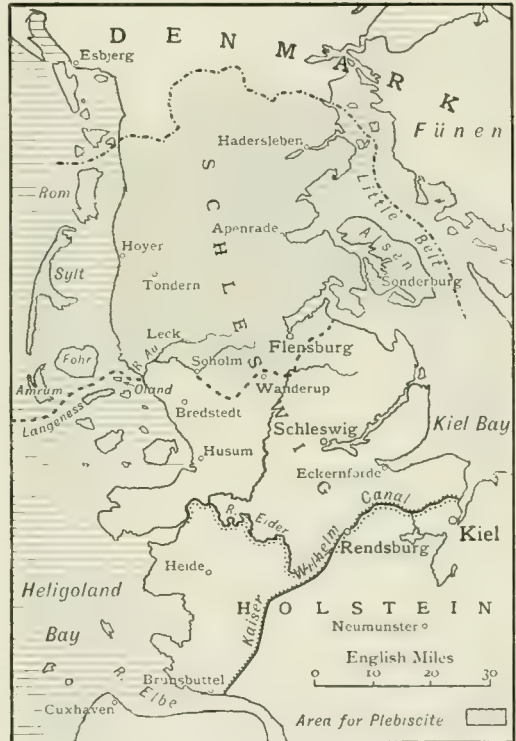 DENMARK
Esbjerg
Fünen
Hadersleben
SCHLESWIG
Rom
Little Belt
Apenrade
Alsen
Hoyer
Sonderburg
Sylt
Tondern
Leck
Flensburg
Fohr
R. Au
Soholm
Amrum
Oland
Wanderup
Langeness
Bredstedt
Schleswig
Kiel Bay
Husum
Eckernforde
R. Eider
Kaiser Wilhelm Canal
Kiel
Rendsburg
Heide
Heligoland
Bay
HOLSTEIN
Neumunster
English Miles
0 10 20 30
R. Elbe
Brunsbuttel
Cuxhaven
Area for Plebiscite